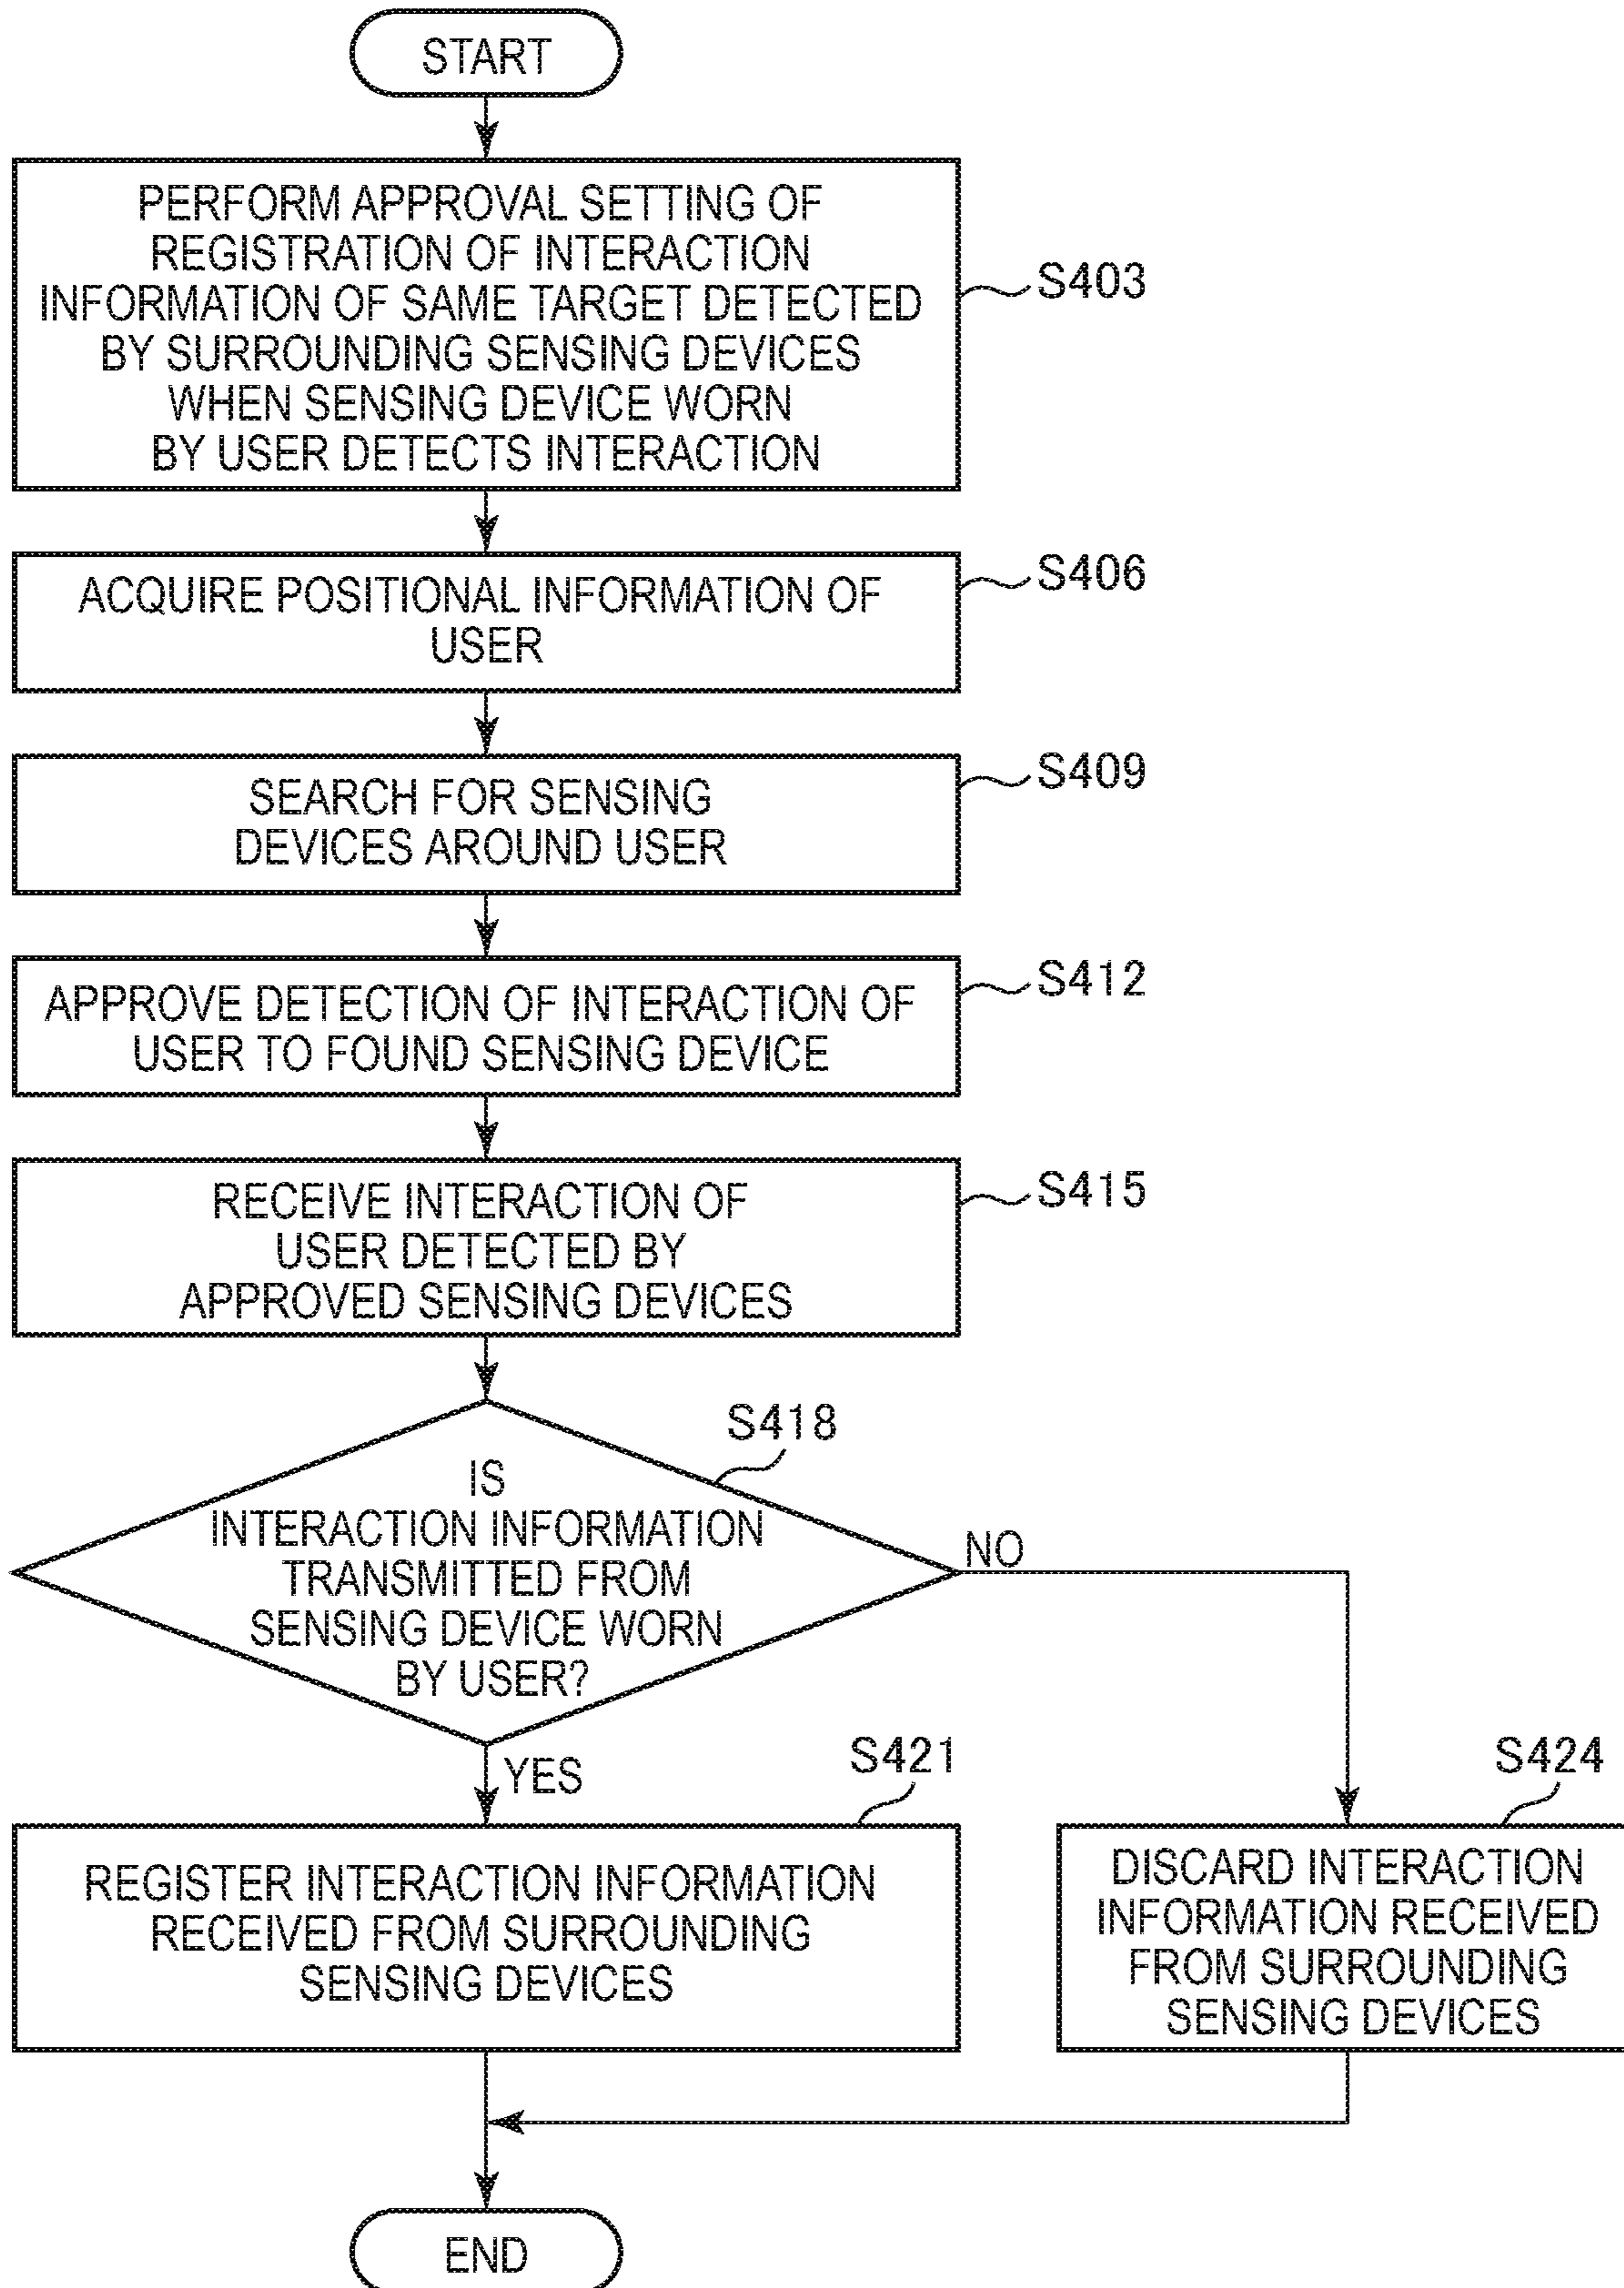 START
PERFORM APPROVAL SETTING OF
REGISTRATION OF INTERACTION
INFORMATION OF SAME TARGET DETECTED
BY SURROUNDING SENSING DEVICES
WHEN SENSING DEVICE WORN
BY USER DETECTS INTERACTION
S403
ACQUIRE POSITIONAL INFORMATION OF
USER
S406
SEARCH FOR SENSING
DEVICES AROUND USER
S409
APPROVE DETECTION OF INTERACTION OF
USER TO FOUND SENSING DEVICE
S412
RECEIVE INTERACTION OF
USER DETECTED BY
APPROVED SENSING DEVICES
S415
S418
IS
INTERACTION INFORMATION
TRANSMITTED FROM
SENSING DEVICE WORN
BY USER?
NO
YES
S421
REGISTER INTERACTION INFORMATION
RECEIVED FROM SURROUNDING
SENSING DEVICES
S424
DISCARD INTERACTION
INFORMATION RECEIVED
FROM SURROUNDING
SENSING DEVICES
END